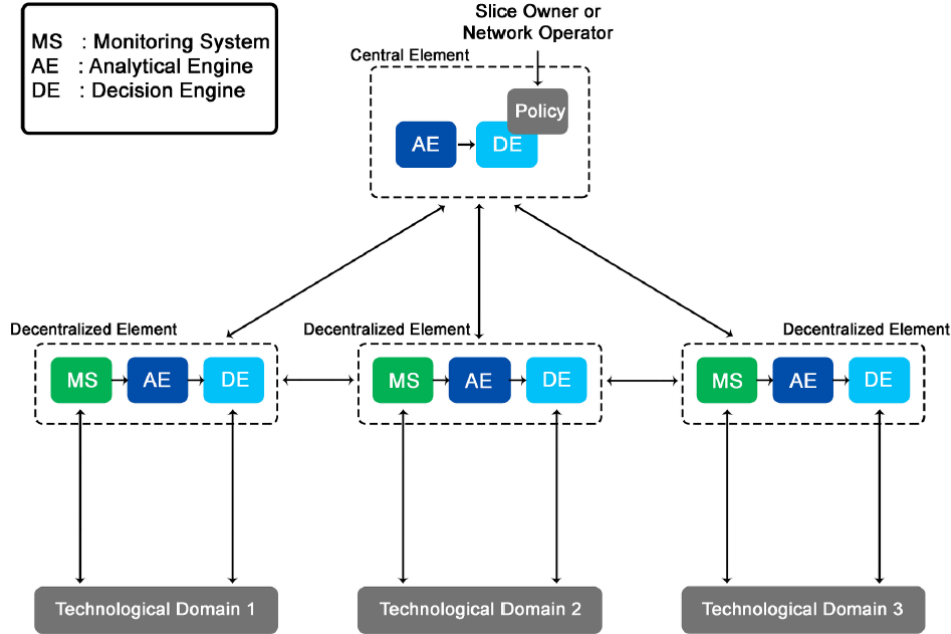 MS : Monitoring System
AE : Analytical Engine
DE : Decision Engine
Slice Owner or
Network Operator
Central Element
Policy
AE
DE
Decentralized Element
Decentralized Element
Decentralized Element
MS
AE
DE
MS
AE
DE
MS
AE
DE
Technological Domain 1
Technological Domain 2
Technological Domain 3